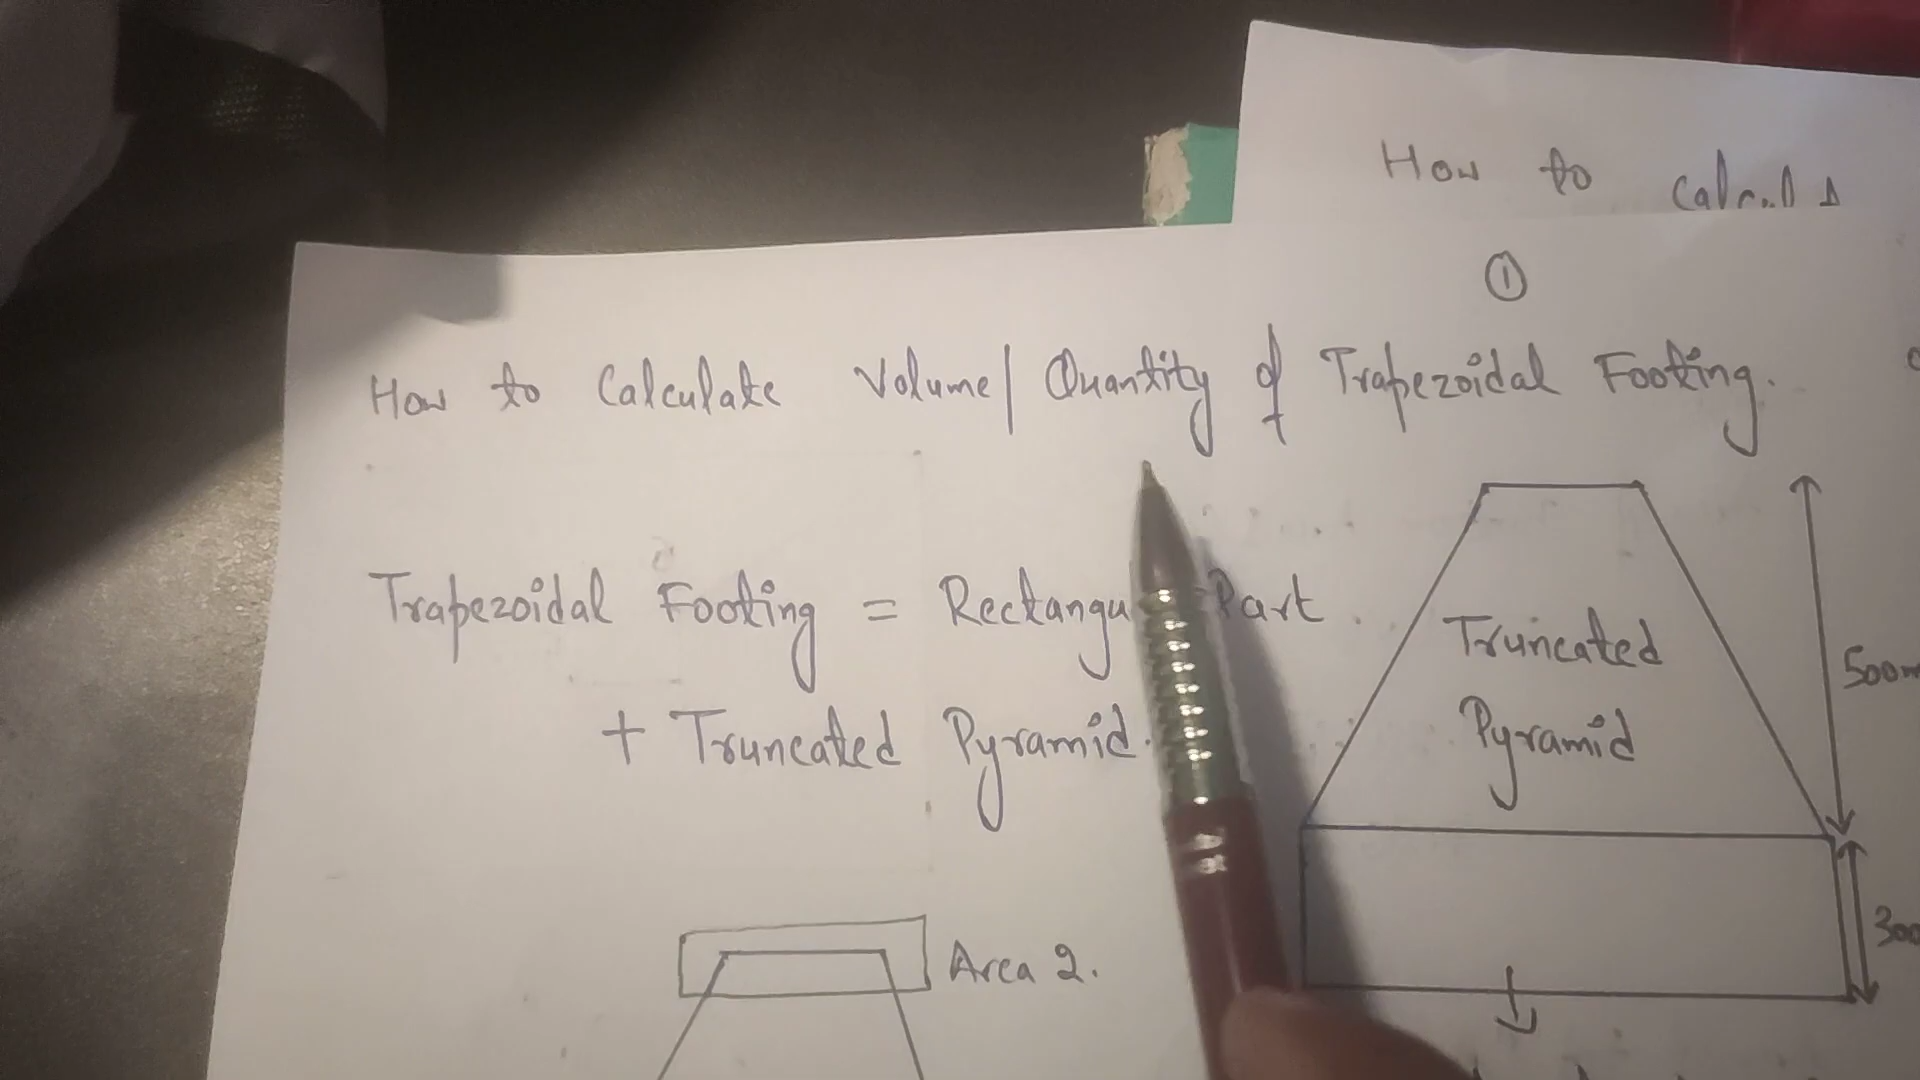 How to
①
How to Calculate Volume/ Quantity of Trapezoidal Footing.
Trapezoidal Footing = Part
+ Truncated Pyramid.
Truncated
Pyramid
Area 2.